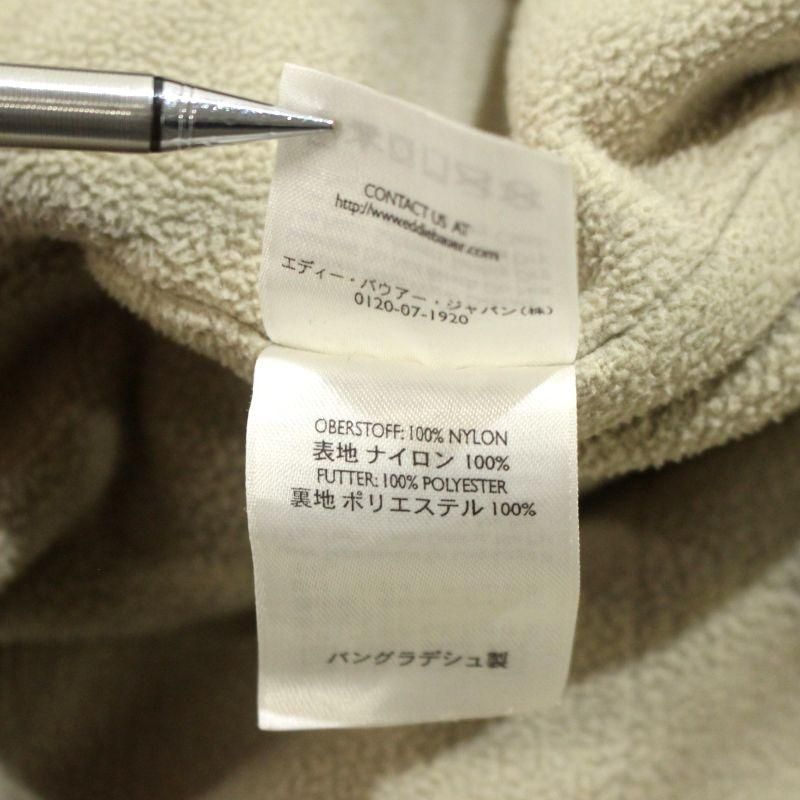 CONTACT US AT
http://www.eddiebauer.com
エディー・バウアー・ジャパン(株)
0120-07-1920
OBERSTOFF: 100% NYLON
表地 ナイロン 100%
FUTTER: 100% POLYESTER
裏地 ポリエステル 100%
バングラデシュ製